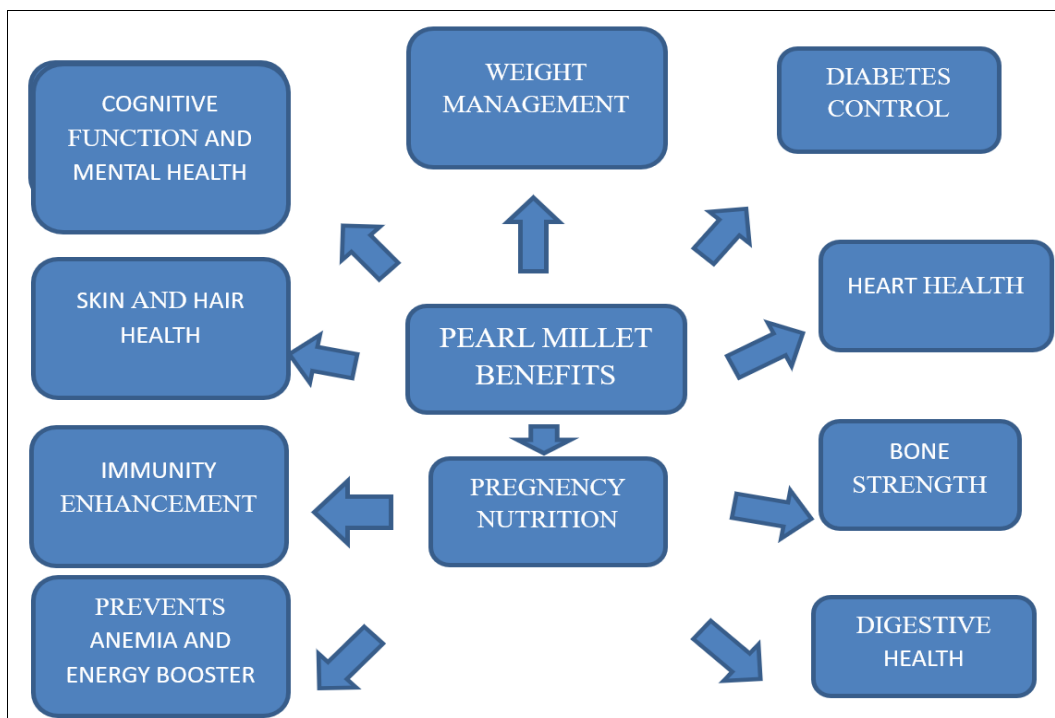 COGNITIVE
FUNCTION AND
MENTAL HEALTH
WEIGHT
MANAGEMENT
DIABETES
CONTROL
SKIN AND HAIR
HEALTH
PEARL MILLET
BENEFITS
HEART HEALTH
IMMUNITY
ENHANCEMENT
PREGNENCY
NUTRITION
BONE
STRENGTH
PREVENTS
ANEMIA AND
ENERGY BOOSTER
DIGESTIVE
HEALTH